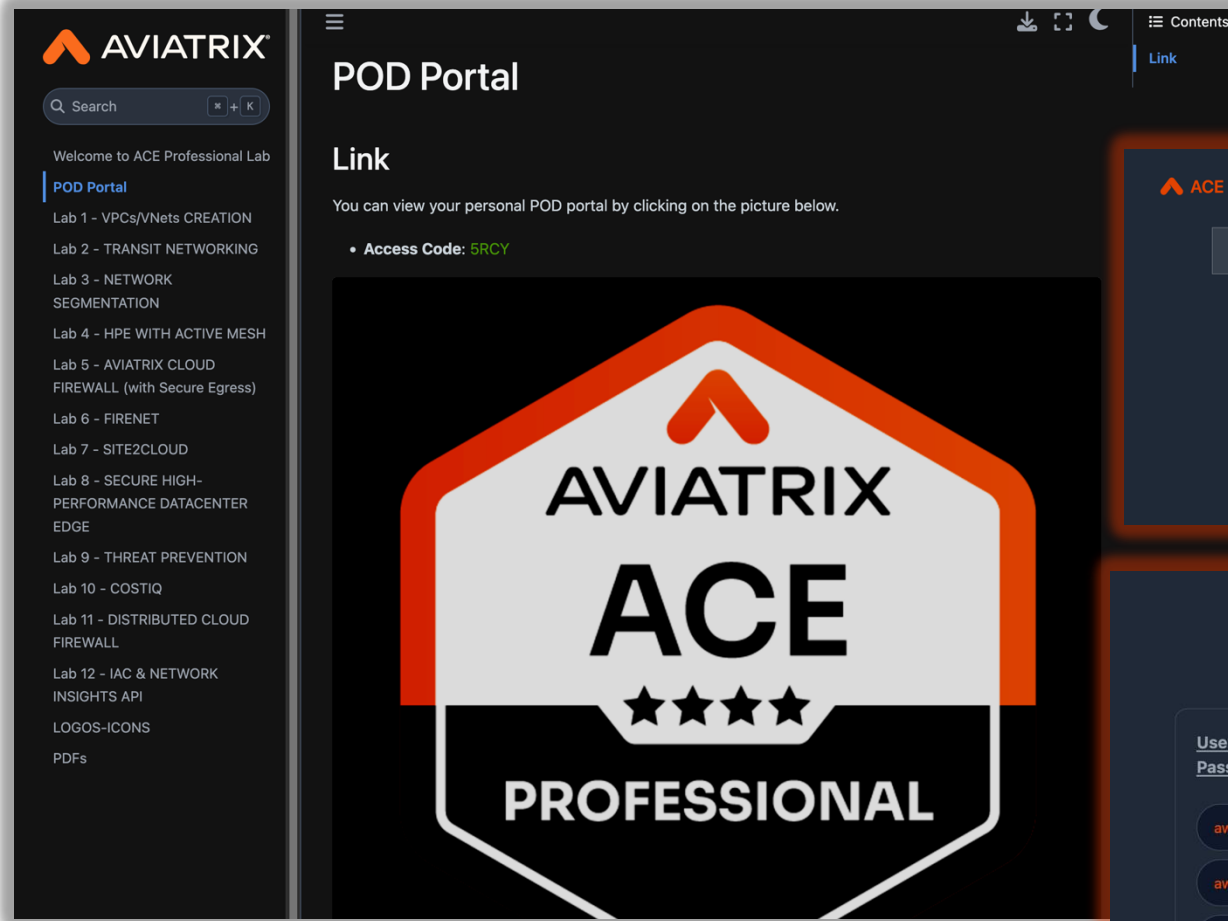 AVIATRIX®
Search
⌘ + K
Welcome to ACE Professional Lab
POD Portal
Lab 1 - VPCs/VNets CREATION
Lab 2 - TRANSIT NETWORKING
Lab 3 - NETWORK
SEGMENTATION
Lab 4 - HPE WITH ACTIVE MESH
Lab 5 - AVIATRIX CLOUD
FIREWALL (with Secure Egress)
Lab 6 - FIRENET
Lab 7 - SITE2CLOUD
Lab 8 - SECURE HIGH-
PERFORMANCE DATACENTER
EDGE
Lab 9 - THREAT PREVENTION
Lab 10 - COSTIQ
Lab 11 - DISTRIBUTED CLOUD
FIREWALL
Lab 12 - IAC & NETWORK
INSIGHTS API
LOGOS-ICONS
PDFs
POD Portal
Link
You can view your personal POD portal by clicking on the picture below.
• Access Code: 5RCY
AVIATRIX
ACE
PROFESSIONAL
Contents
Link
ACE
Use
Pas